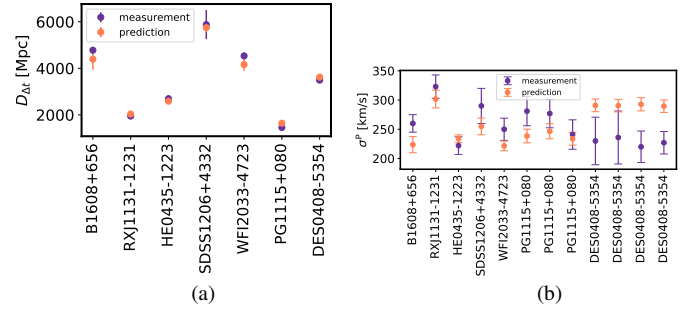 measurement
prediction
6000
4000
2000
DΔt [Mpc]
B1608+656
RXJ1131-1231
HE0435-1223
SDSS1206+4332
WFI2033-4723
PG1115+080
DES0408-5354
(a)
measurement
prediction
350
300
250
200
σP [km/s]
B1608+656
RXJ1131-1231
HE0435-1223
SDSS1206+4332
WFI2033-4723
PG1115+080
PG1115+080
PG1115+080
DES0408-5354
DES0408-5354
DES0408-5354
DES0408-5354
(b)